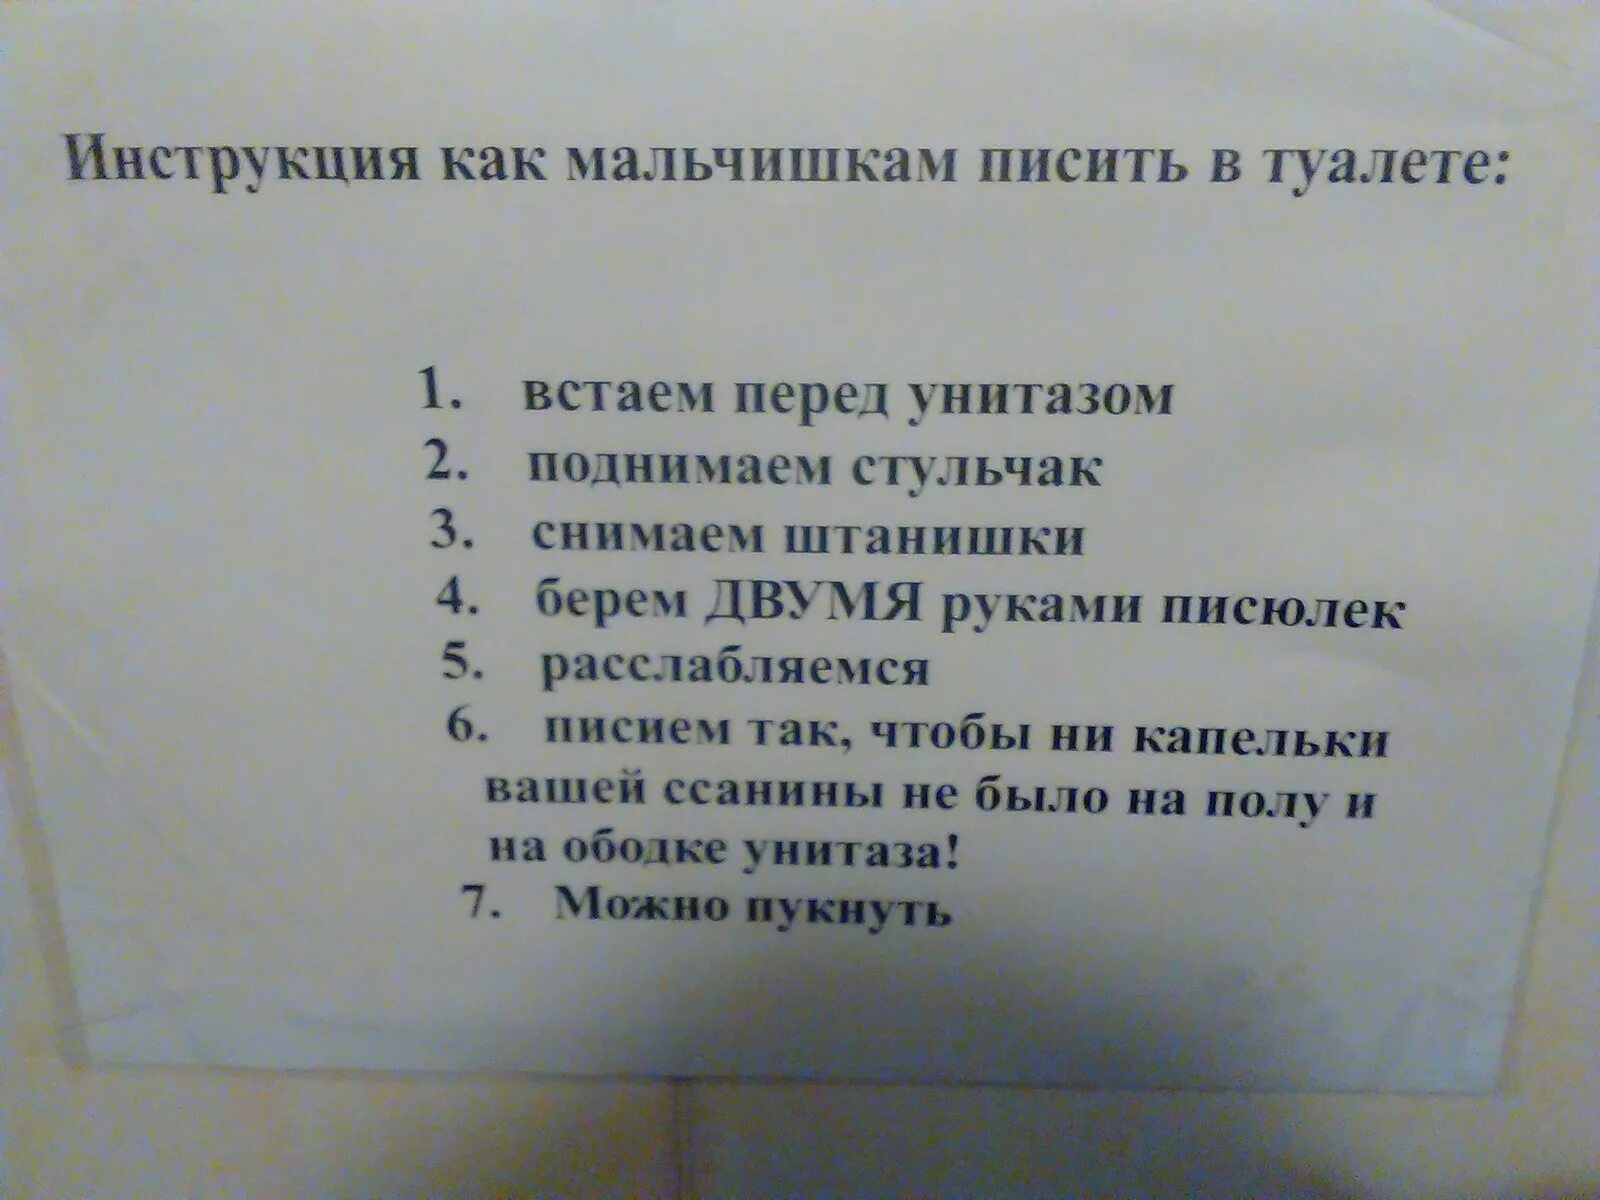 Инструкция как мальчишкам писить в туалете:
1. встаем перед унитазом
2. поднимаем стульчак
3. снимаем штанишки
4. берем ДВУМЯ руками писюлек
5. расслабляемся
6. писием так, чтобы ни капельки
вашей ссанины не было на полу и
на ободке унитаза!
7. Можно пукнуть